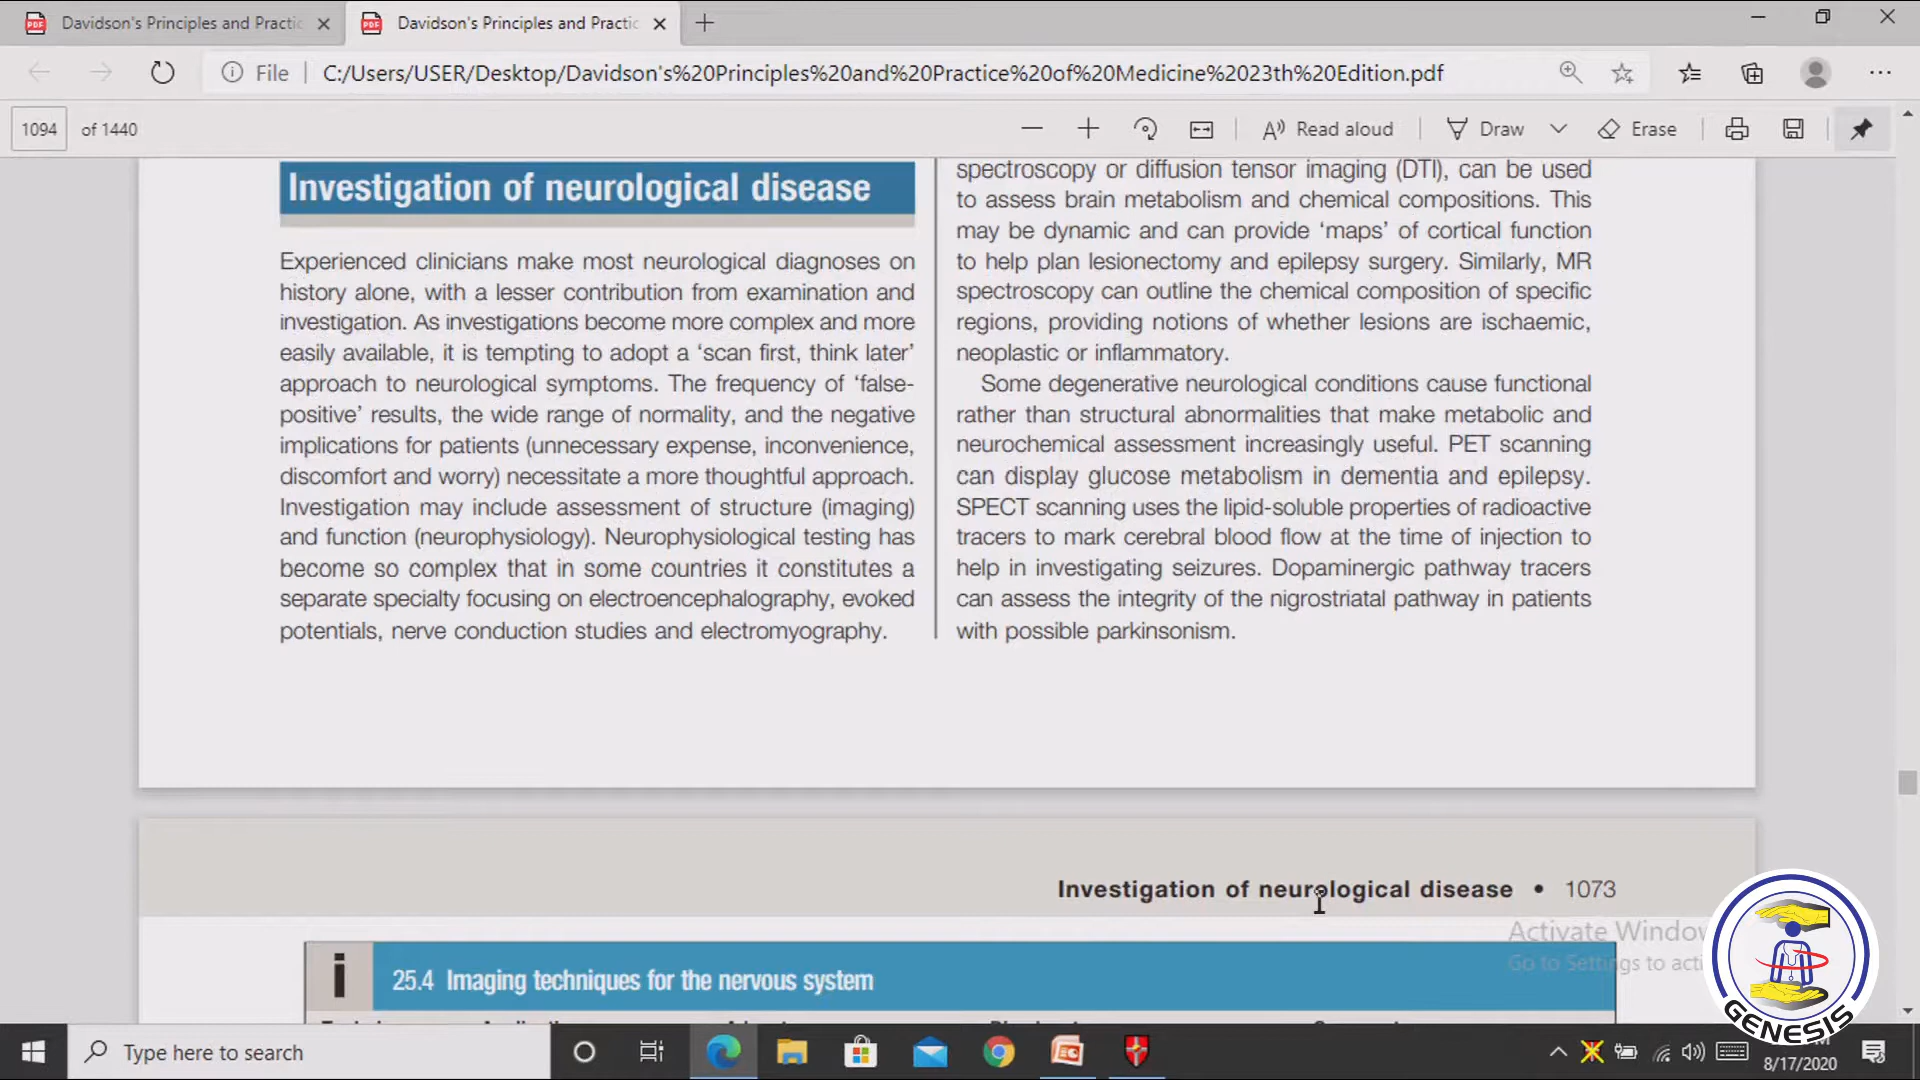 Davidson's Principles and Practic
Davidson's Principles and Practic
File
C:/Users/USER/Desktop/Davidson's%20Principles%20and%20Practice%20of%20Medicine%2023th%20Edition.pdf
1094 of 1440
Read aloud
Draw
Erase
Investigation of neurological disease
Experienced clinicians make most neurological diagnoses on
history alone, with a lesser contribution from examination and
investigation. As investigations become more complex and more
easily available, it is tempting to adopt a ‘scan first, think later’
approach to neurological symptoms. The frequency of ‘false-
positive’ results, the wide range of normality, and the negative
implications for patients (unnecessary expense, inconvenience,
discomfort and worry) necessitate a more thoughtful approach.
Investigation may include assessment of structure (imaging)
and function (neurophysiology). Neurophysiological testing has
become so complex that in some countries it constitutes a
separate specialty focusing on electroencephalography, evoked
potentials, nerve conduction studies and electromyography.
spectroscopy or diffusion tensor imaging (DTI), can be used
to assess brain metabolism and chemical compositions. This
may be dynamic and can provide ‘maps’ of cortical function
to help plan lesionectomy and epilepsy surgery. Similarly, MR
spectroscopy can outline the chemical composition of specific
regions, providing notions of whether lesions are ischaemic,
neoplastic or inflammatory.
Some degenerative neurological conditions cause functional
rather than structural abnormalities that make metabolic and
neurochemical assessment increasingly useful. PET scanning
can display glucose metabolism in dementia and epilepsy.
SPECT scanning uses the lipid-soluble properties of radioactive
tracers to mark cerebral blood flow at the time of injection to
help in investigating seizures. Dopaminergic pathway tracers
can assess the integrity of the nigrostriatal pathway in patients
with possible parkinsonism.
Investigation of neurological disease • 1073
Activate Window
Go to Settings to acti
i
25.4 Imaging techniques for the nervous system
GENESIS
Type here to search
8/17/2020